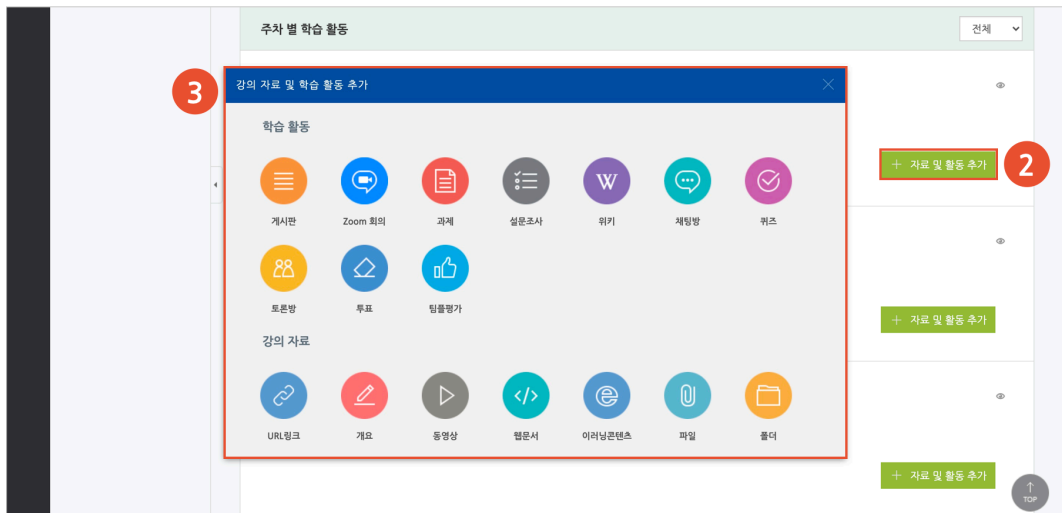 주차 별 학습 활동
전체
3
강의 자료 및 학습 활동 추가
학습 활동
+ 자료 및 활동 추가
2
W
게시판 Zoom 회의 과제 설문조사 위키 채팅방 퀴즈
토론방 투표 팀플평가
+ 자료 및 활동 추가
강의 자료
</>
URL링크 개요 동영상 웹문서 이러닝콘텐츠 파일 폴더
+ 자료 및 활동 추가
TOP